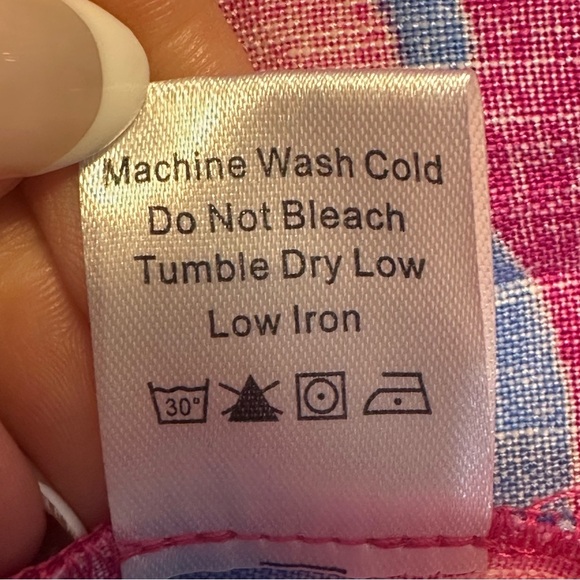 Machine Wash Cold
Do Not Bleach
Tumble Dry Low
Low Iron
30°